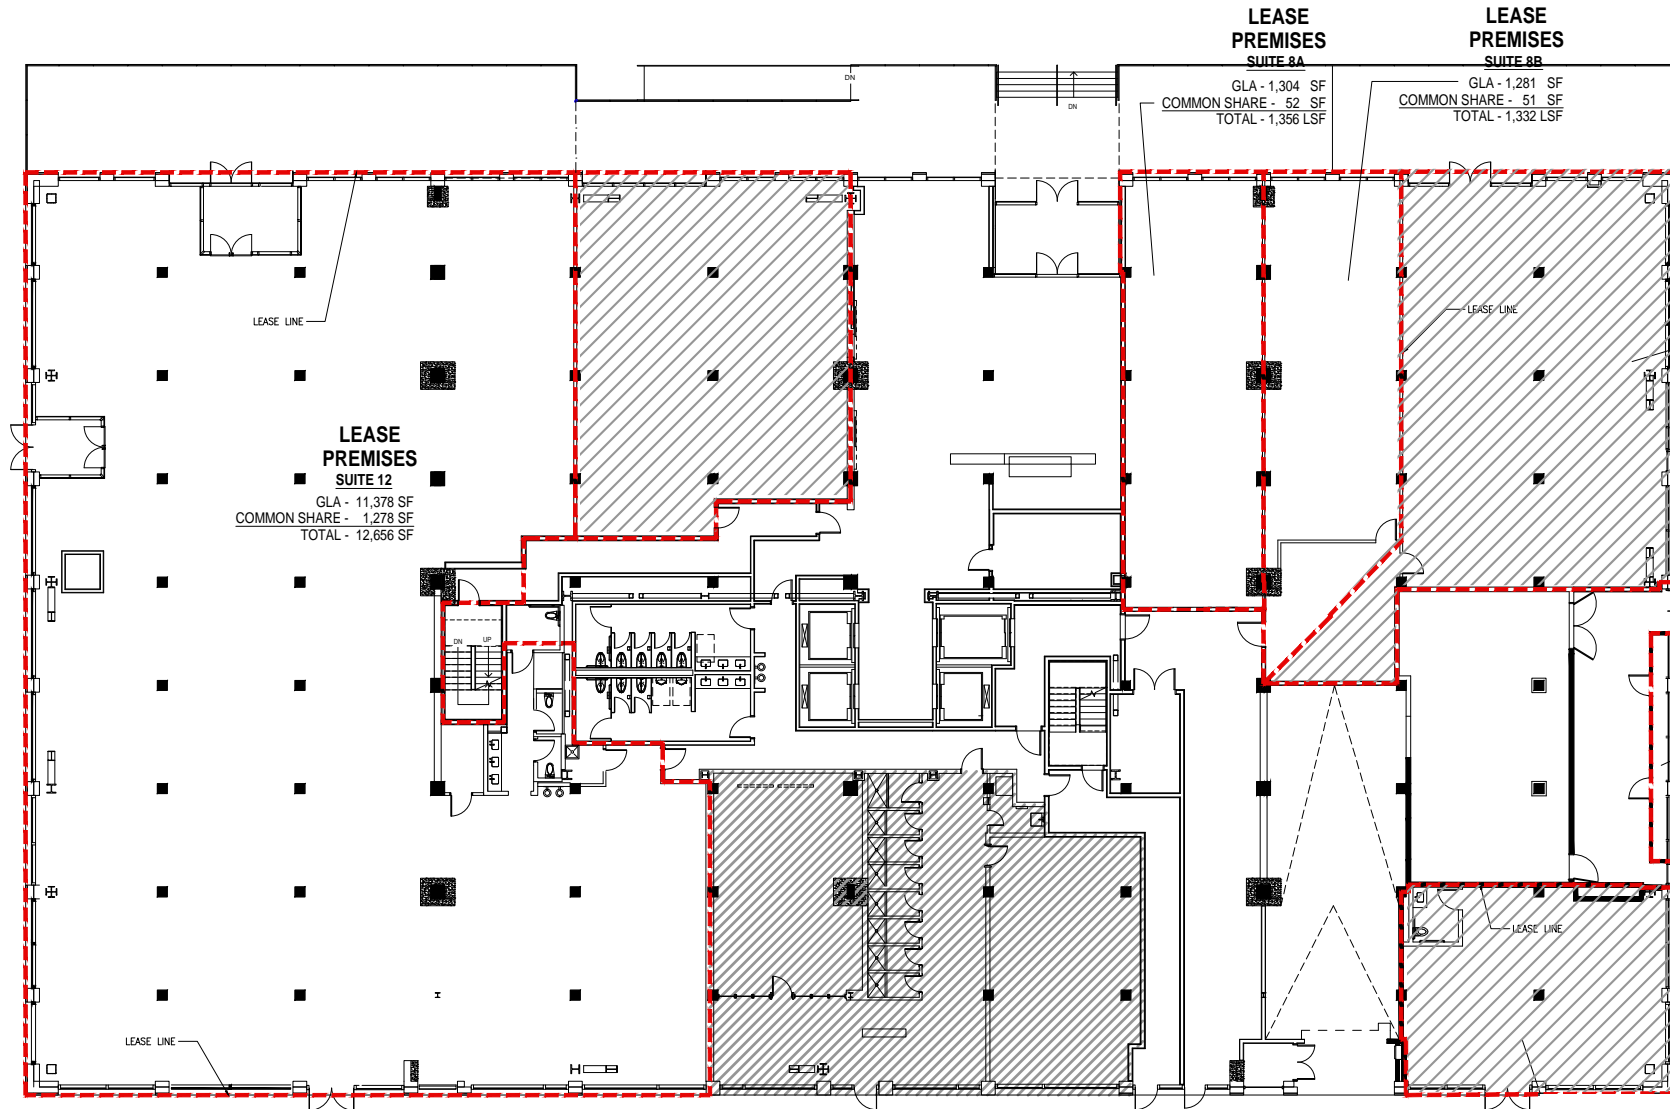 LEASE
PREMISES
SUITE 8A
GLA - 1,304 SF
COMMON SHARE - 52 SF
TOTAL - 1,356 LSF
LEASE
PREMISES
SUITE 8B
GLA - 1,281 SF
COMMON SHARE - 51 SF
TOTAL - 1,332 LSF
DN
DN
LEASE LINE
LEASE LINE
LEASE
PREMISES
SUITE 12
GLA - 11,378 SF
COMMON SHARE - 1,278 SF
TOTAL - 12,656 SF
DN UP
LEASE LINE
LEASE LINE